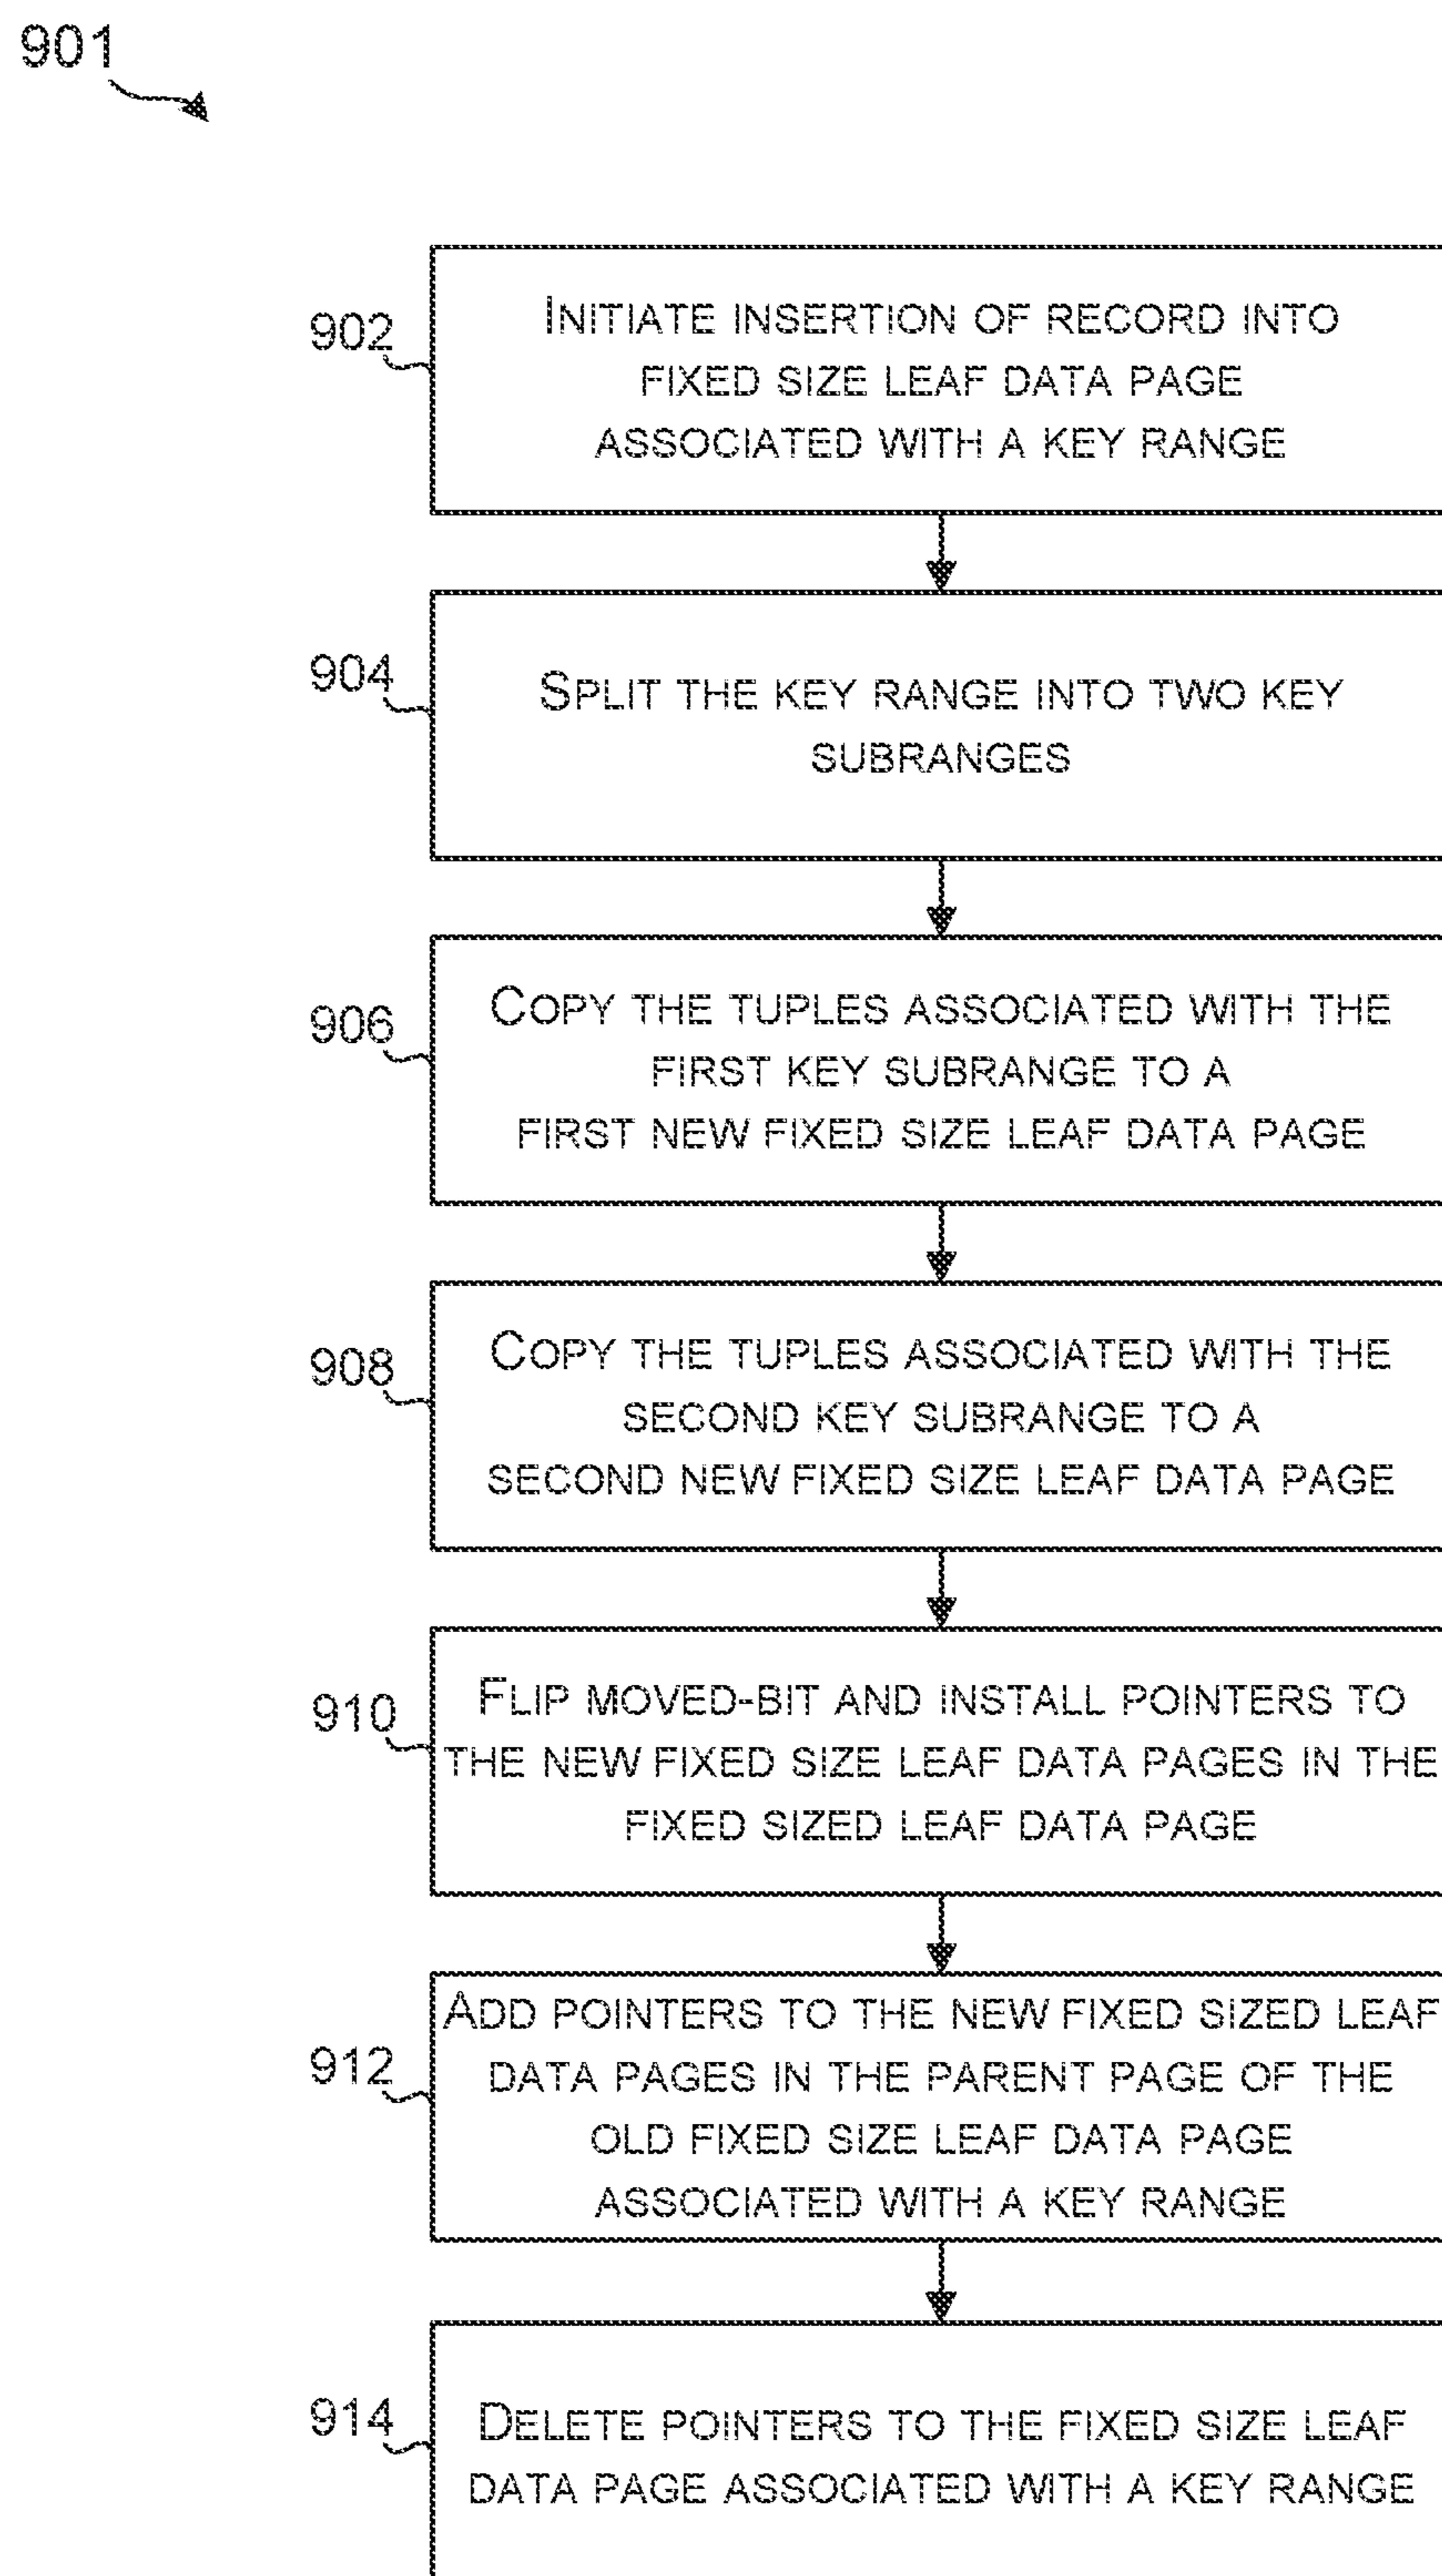 901
902
INITIATE INSERTION OF RECORD INTO
FIXED SIZE LEAF DATA PAGE
ASSOCIATED WITH A KEY RANGE
904
SPLIT THE KEY RANGE INTO TWO KEY
SUBRANGES
906
COPY THE TUPLES ASSOCIATED WITH THE
FIRST KEY SUBRANGE TO A
FIRST NEW FIXED SIZE LEAF DATA PAGE
908
COPY THE TUPLES ASSOCIATED WITH THE
SECOND KEY SUBRANGE TO A
SECOND NEW FIXED SIZE LEAF DATA PAGE
910
FLIP MOVED-BIT AND INSTALL POINTERS TO
THE NEW FIXED SIZE LEAF DATA PAGES IN THE
FIXED SIZED LEAF DATA PAGE
912
ADD POINTERS TO THE NEW FIXED SIZED LEAF
DATA PAGES IN THE PARENT PAGE OF THE
OLD FIXED SIZE LEAF DATA PAGE
ASSOCIATED WITH A KEY RANGE
914
DELETE POINTERS TO THE FIXED SIZE LEAF
DATA PAGE ASSOCIATED WITH A KEY RANGE